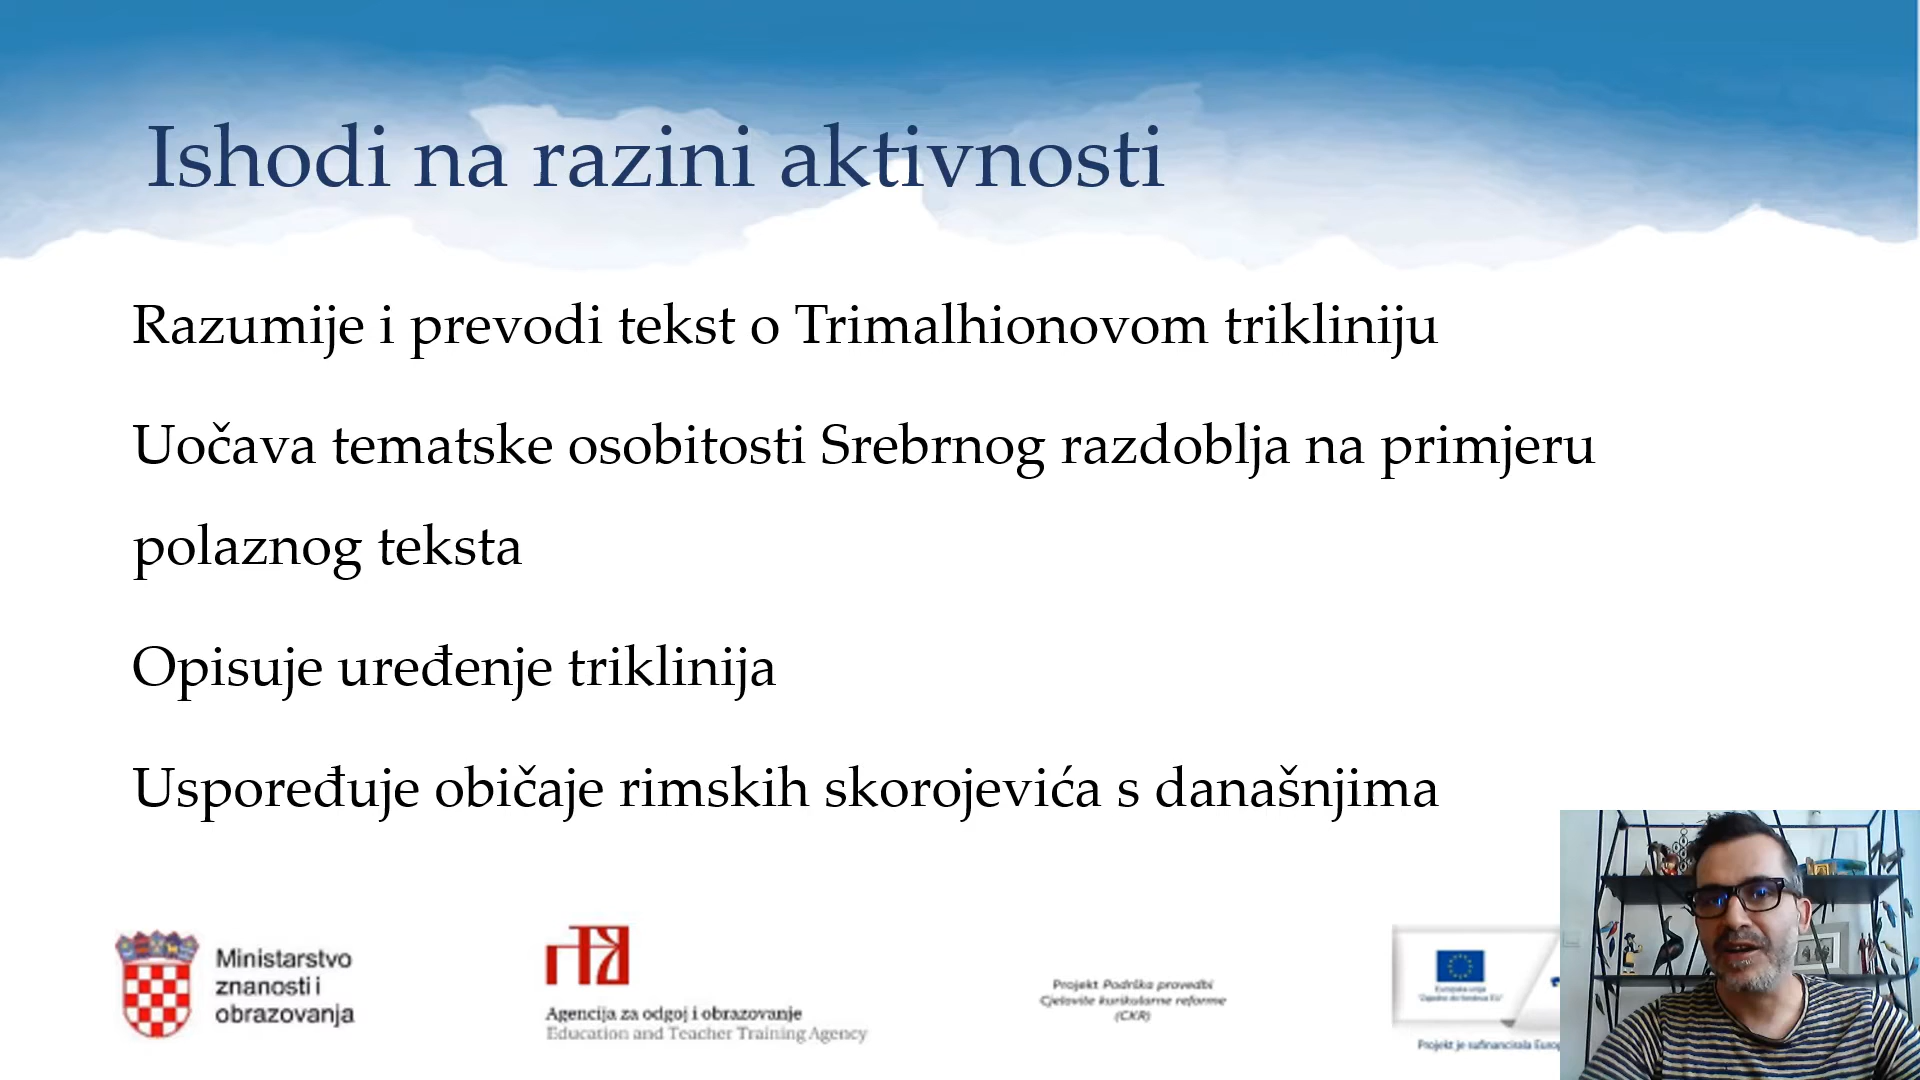 Ishodi na razini aktivnosti
Razumije i prevodi tekst o Trimalhionovom trikliniju
Uočava tematske osobitosti Srebrnog razdoblja na primjeru
polaznog teksta
Opisuje uređenje triklinija
Uspoređuje običaje rimskih skorojevića s današnjima
Ministarstvo
znanosti i
obrazovanja
Agencija za odgoj i obrazovanje
Education and Teacher Training Agency
Projekt Podrška provedbi
Cjelovite kurikularne reforme
(CKR)
Europska unija
"Zajedno do fondova EU"
Projekt je sufinancirala